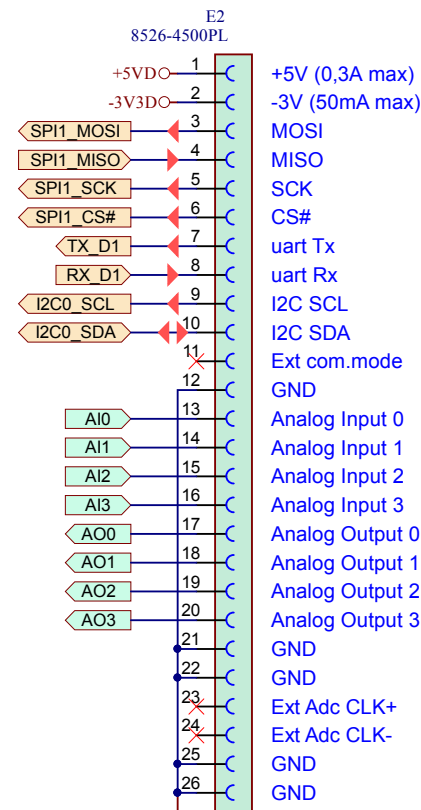 E2
8526-4500PL
+5VD 1 +5V (0,3A max)
-3V3D 2 -3V (50mA max)
SPI1_MOSI 3 MOSI
SPI1_MISO 4 MISO
SPI1_SCK 5 SCK
SPI1_CS# 6 CS#
TX_D1 7 uart Tx
RX_D1 8 uart Rx
I2C0_SCL 9 I2C SCL
I2C0_SDA 10 I2C SDA
11 Ext com.mode
12 GND
AI0 13 Analog Input 0
AI1 14 Analog Input 1
AI2 15 Analog Input 2
AI3 16 Analog Input 3
AO0 17 Analog Output 0
AO1 18 Analog Output 1
AO2 19 Analog Output 2
AO3 20 Analog Output 3
21 GND
22 GND
23 Ext Adc CLK+
24 Ext Adc CLK-
25 GND
26 GND